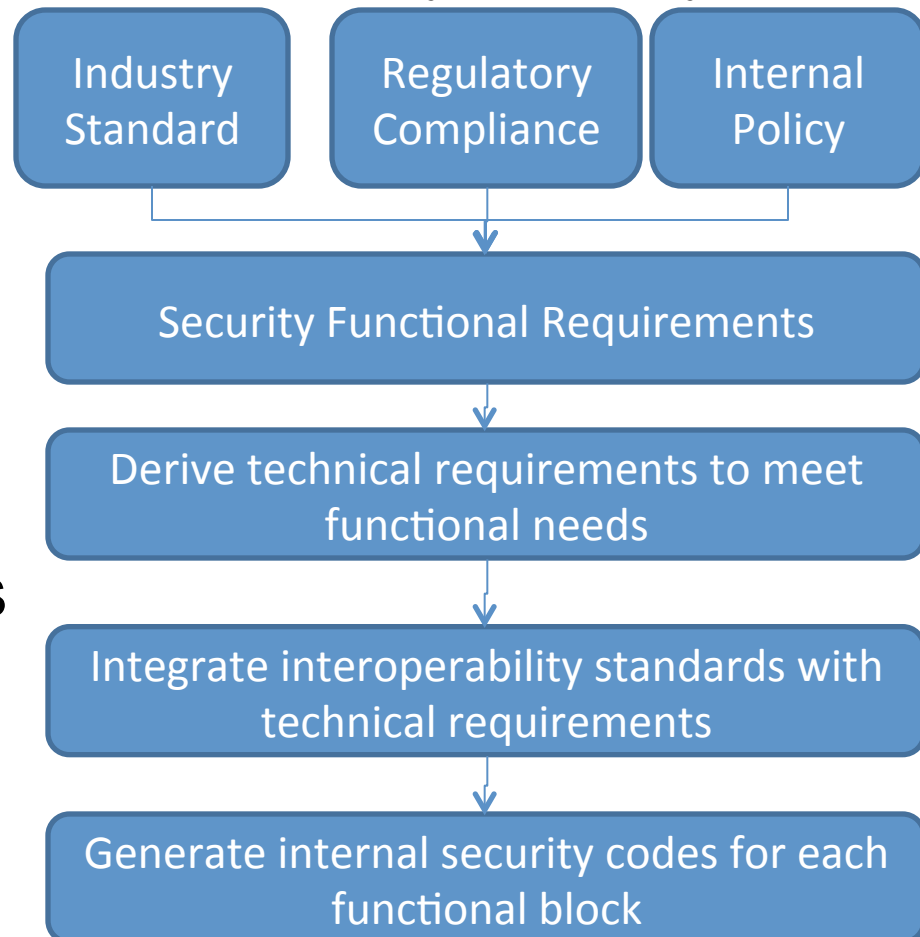 Industry
Standard
Regulatory
Compliance
Internal
Policy
Security Functional Requirements
Derive technical requirements to meet
functional needs
s
Integrate interoperability standards with
technical requirements
Generate internal security codes for each
functional block